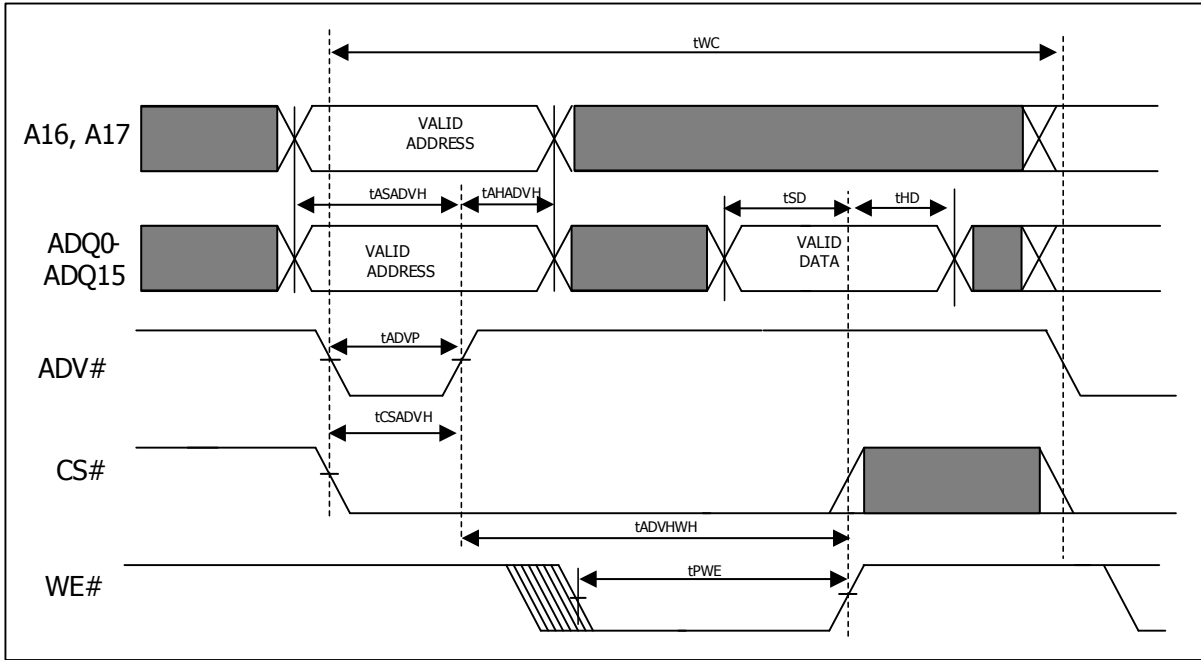 tWC
A16, A17
VALID
ADDRESS
tASADVH
tAHADVH
tSD
tHD
ADQ0-
ADQ15
VALID
ADDRESS
VALID
DATA
ADV#
tADVP
tCSADVH
CS#
tADVHWH
WE#
tPWE